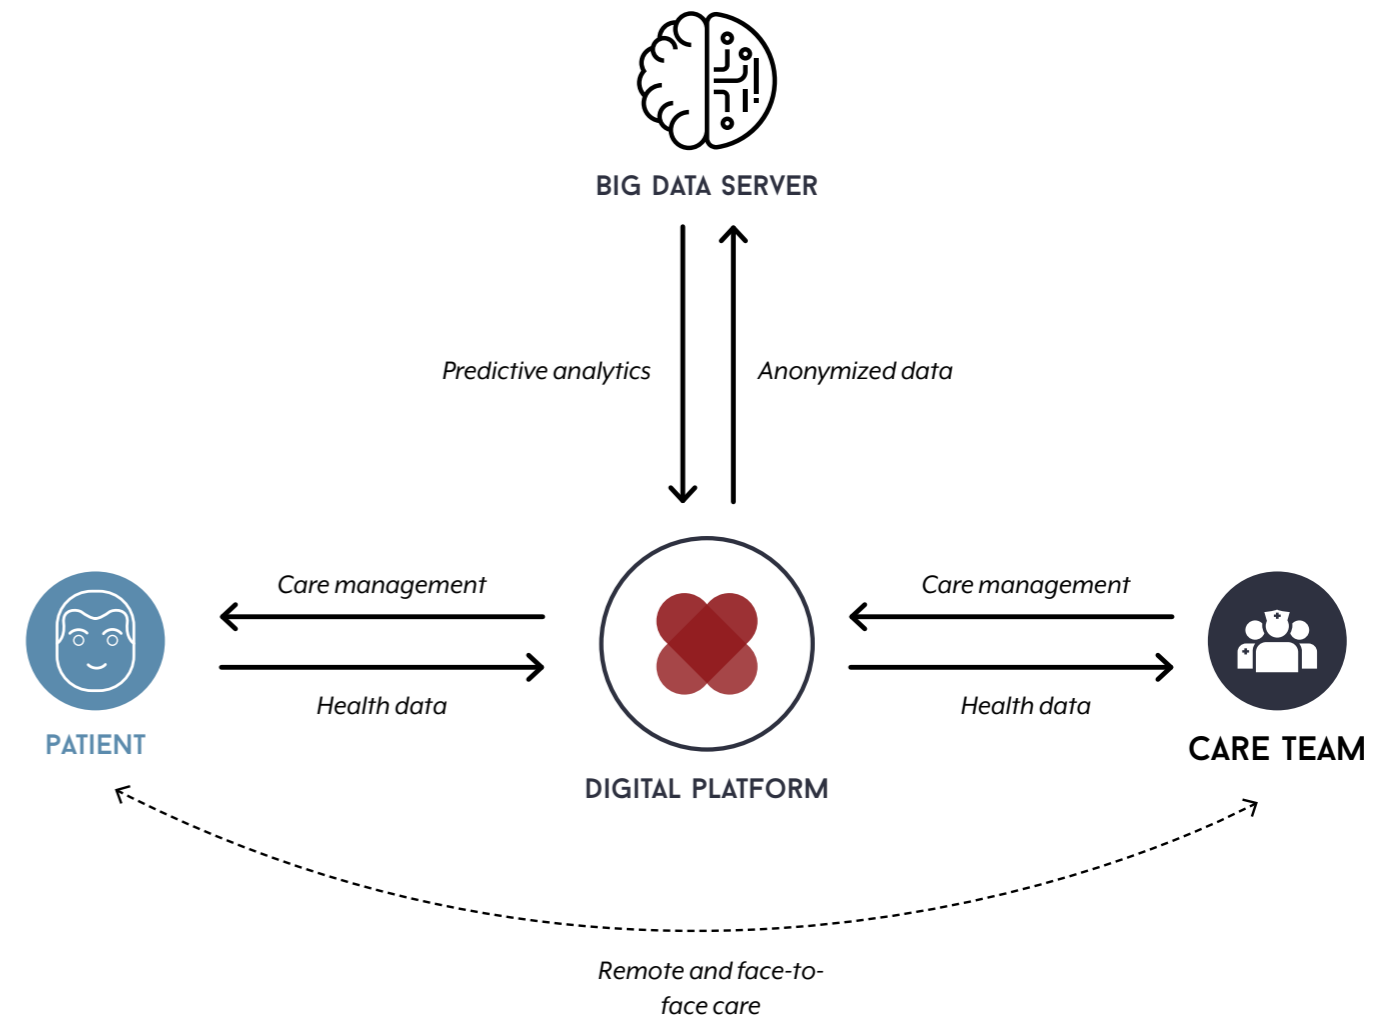 BIG DATA SERVER
Predictive analytics
Anonymized data
Care management
Care management
Health data
Health data
PATIENT
CARE TEAM
DIGITAL PLATFORM
Remote and face-to-
face care